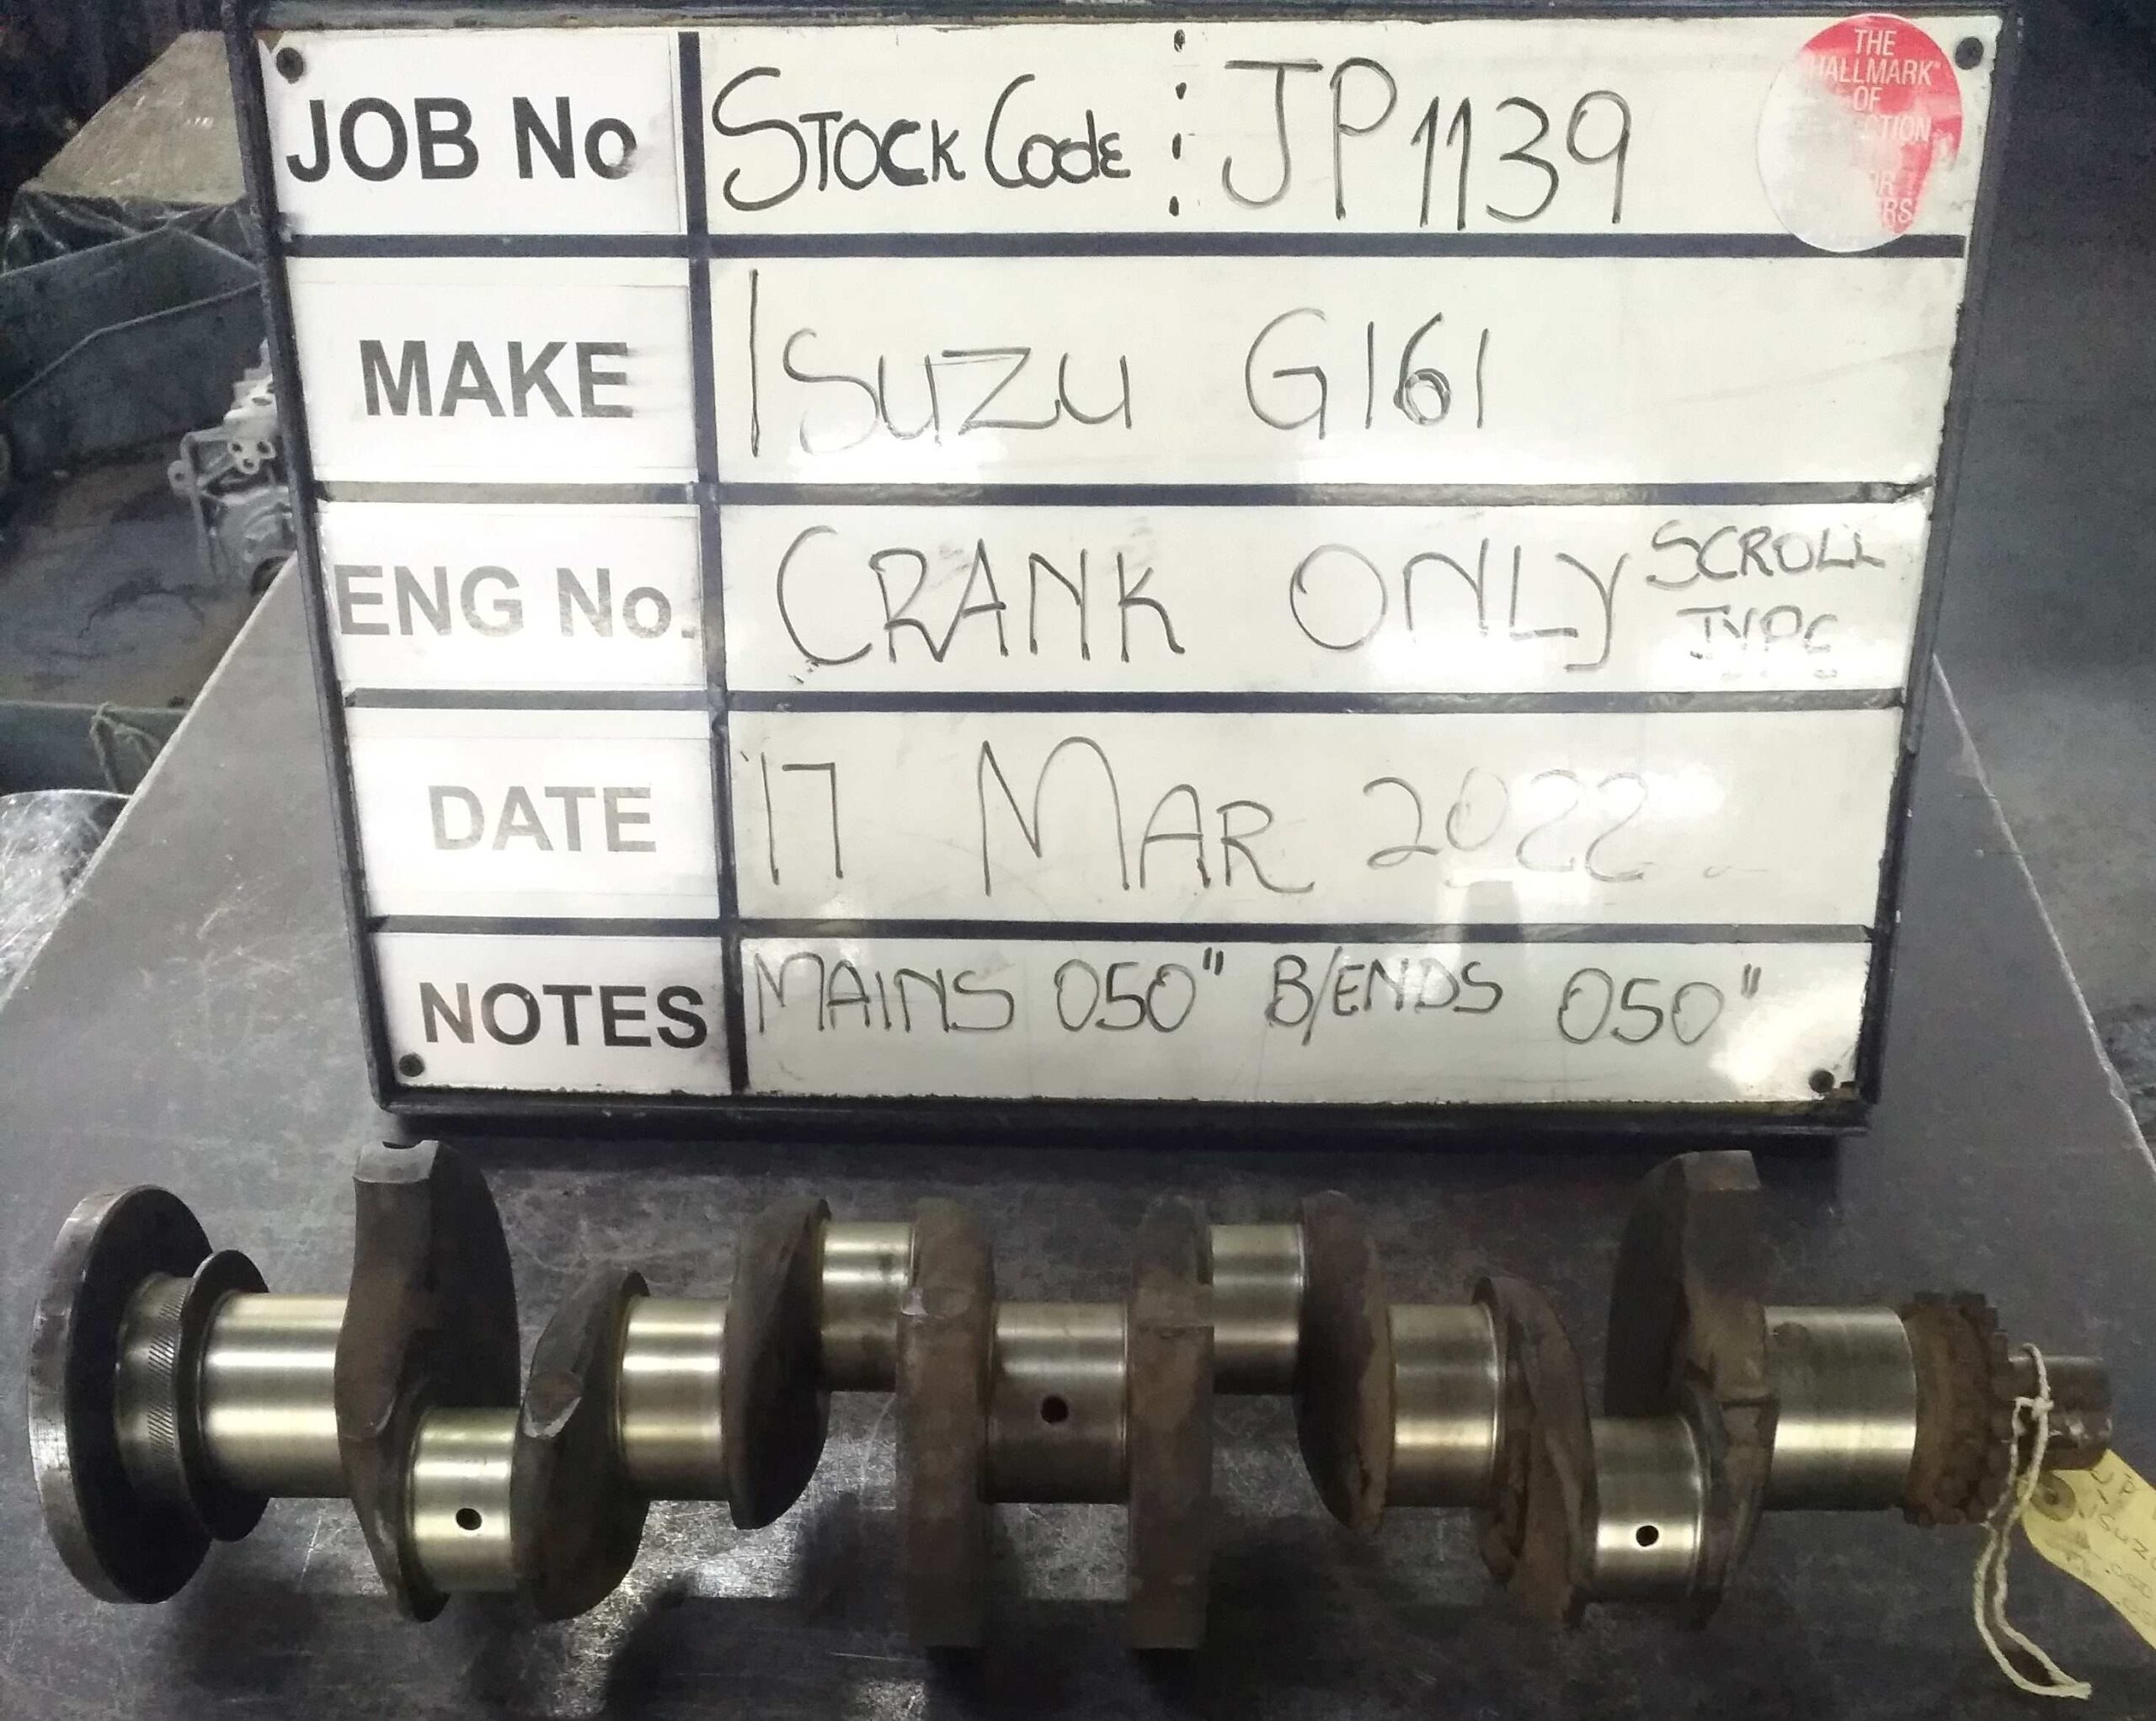 JOB No STOCK Code : JP1139
THE
HALLMARK
OF
MAKE ISUZU G161
ENG No. CRANK ONLY SCROLL
TYPE
DATE 17 MAR 2022
NOTES MAINS 050" B/ENDS 050"